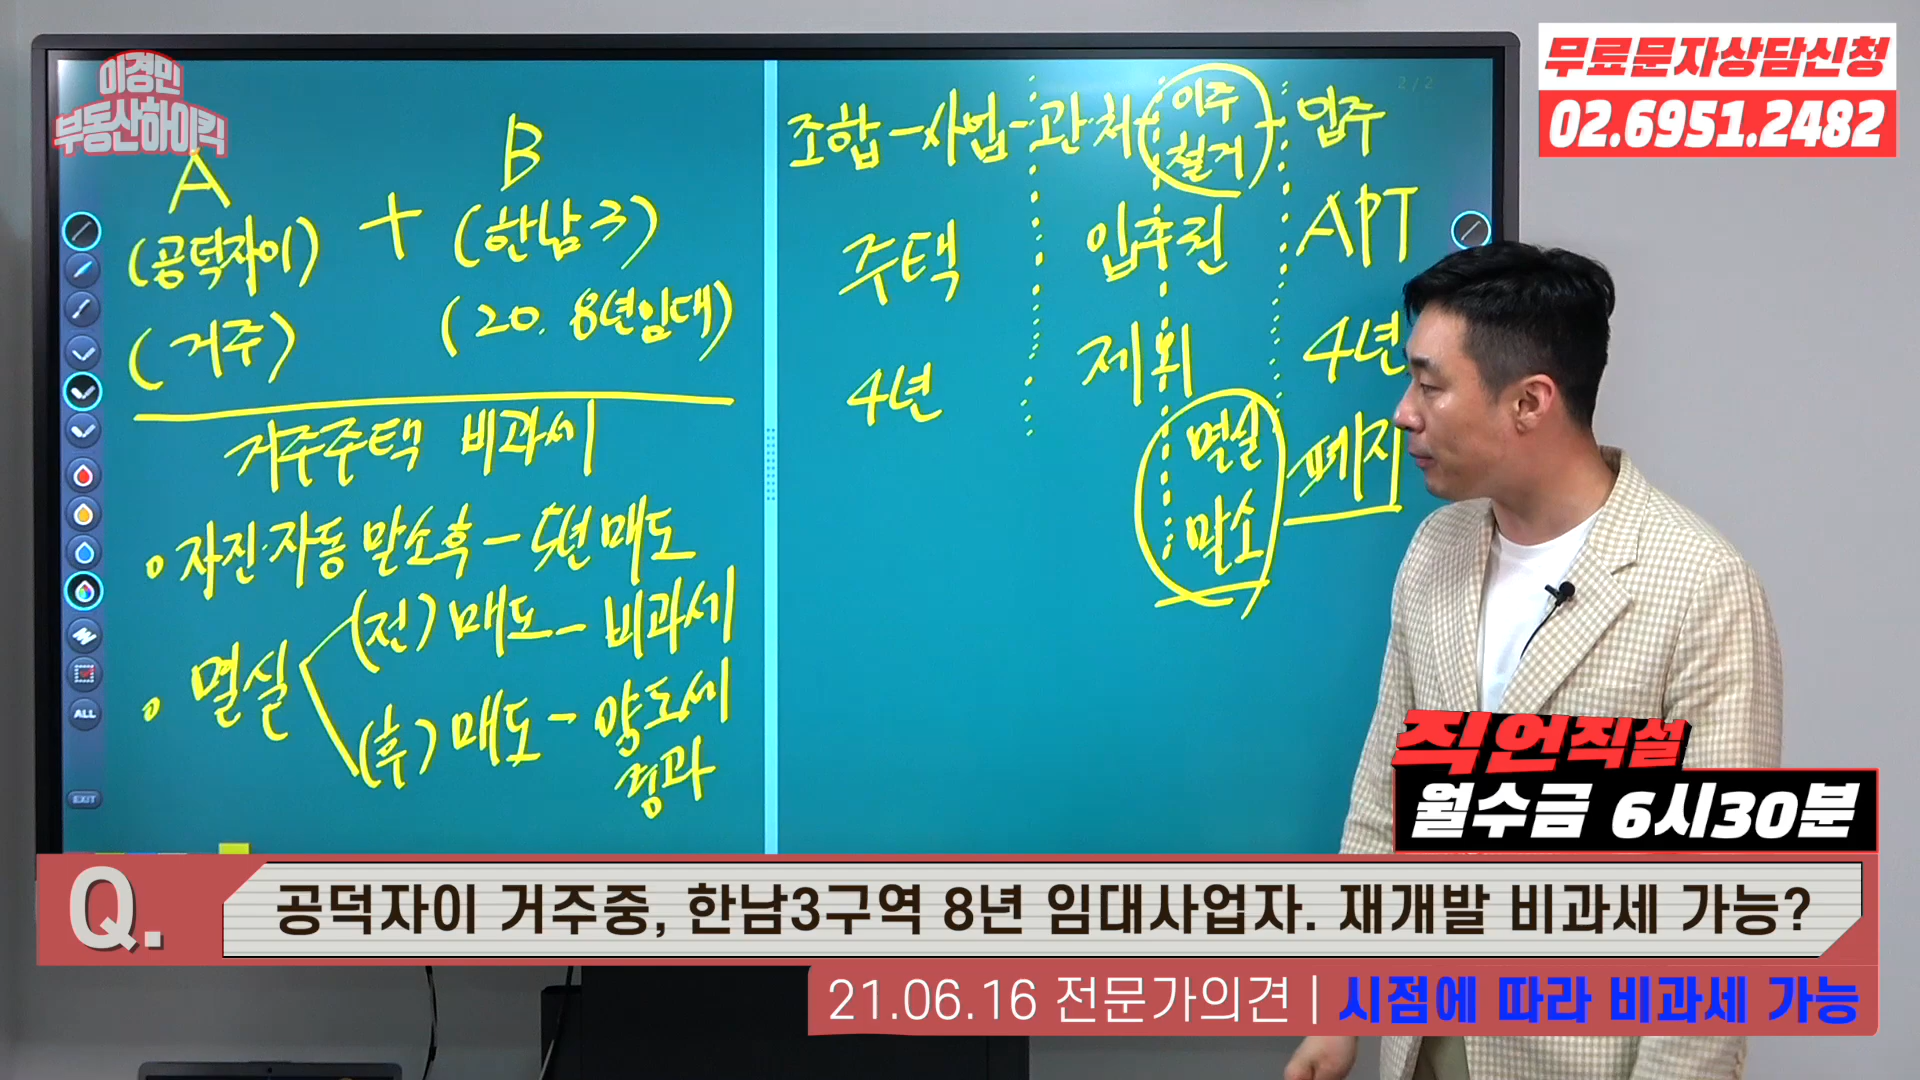 이경민
부동산하이킥
무료문자상담신청
02.6951.2482
2/2
A
B
(공덕자이) + (한남3)
(거주)
(20. 8년임대)
거주주택 비과세
• 자진·자동 말소후 - 5년 매도
• 멸실
(전) 매도 - 비과세
(후) 매도 - 양도세
중과
조합 - 사업 - 관·처 - 이주 철거 - 입주
주택
입주권
APT
4년
제외
4년
멸실
말소
폐지
ALL
EXIT
직언직설
월수금 6시30분
Q.
공덕자이 거주중, 한남3구역 8년 임대사업자. 재개발 비과세 가능?
21.06.16 전문가의견 | 시점에 따라 비과세 가능